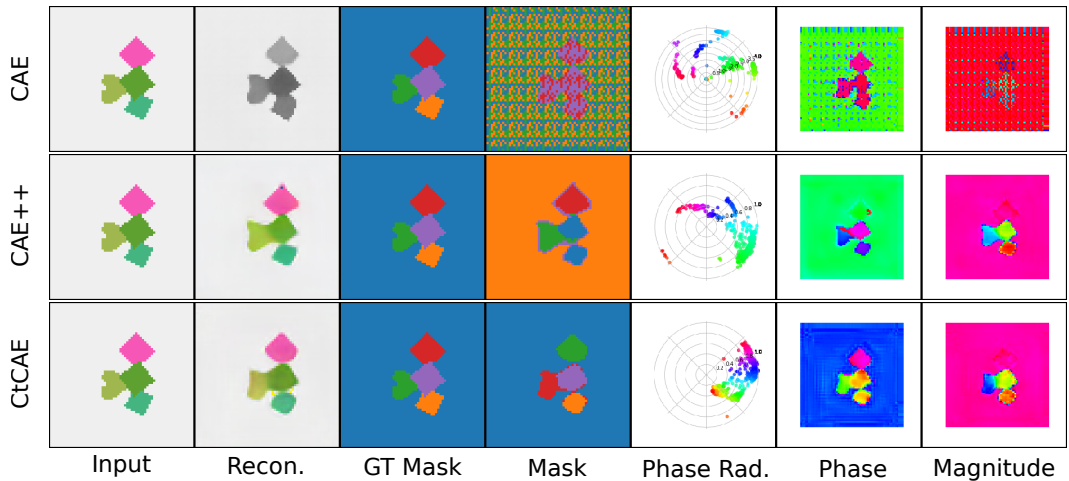 CAE
CAE++
CtCAE
Input Recon. GT Mask Mask Phase Rad. Phase Magnitude